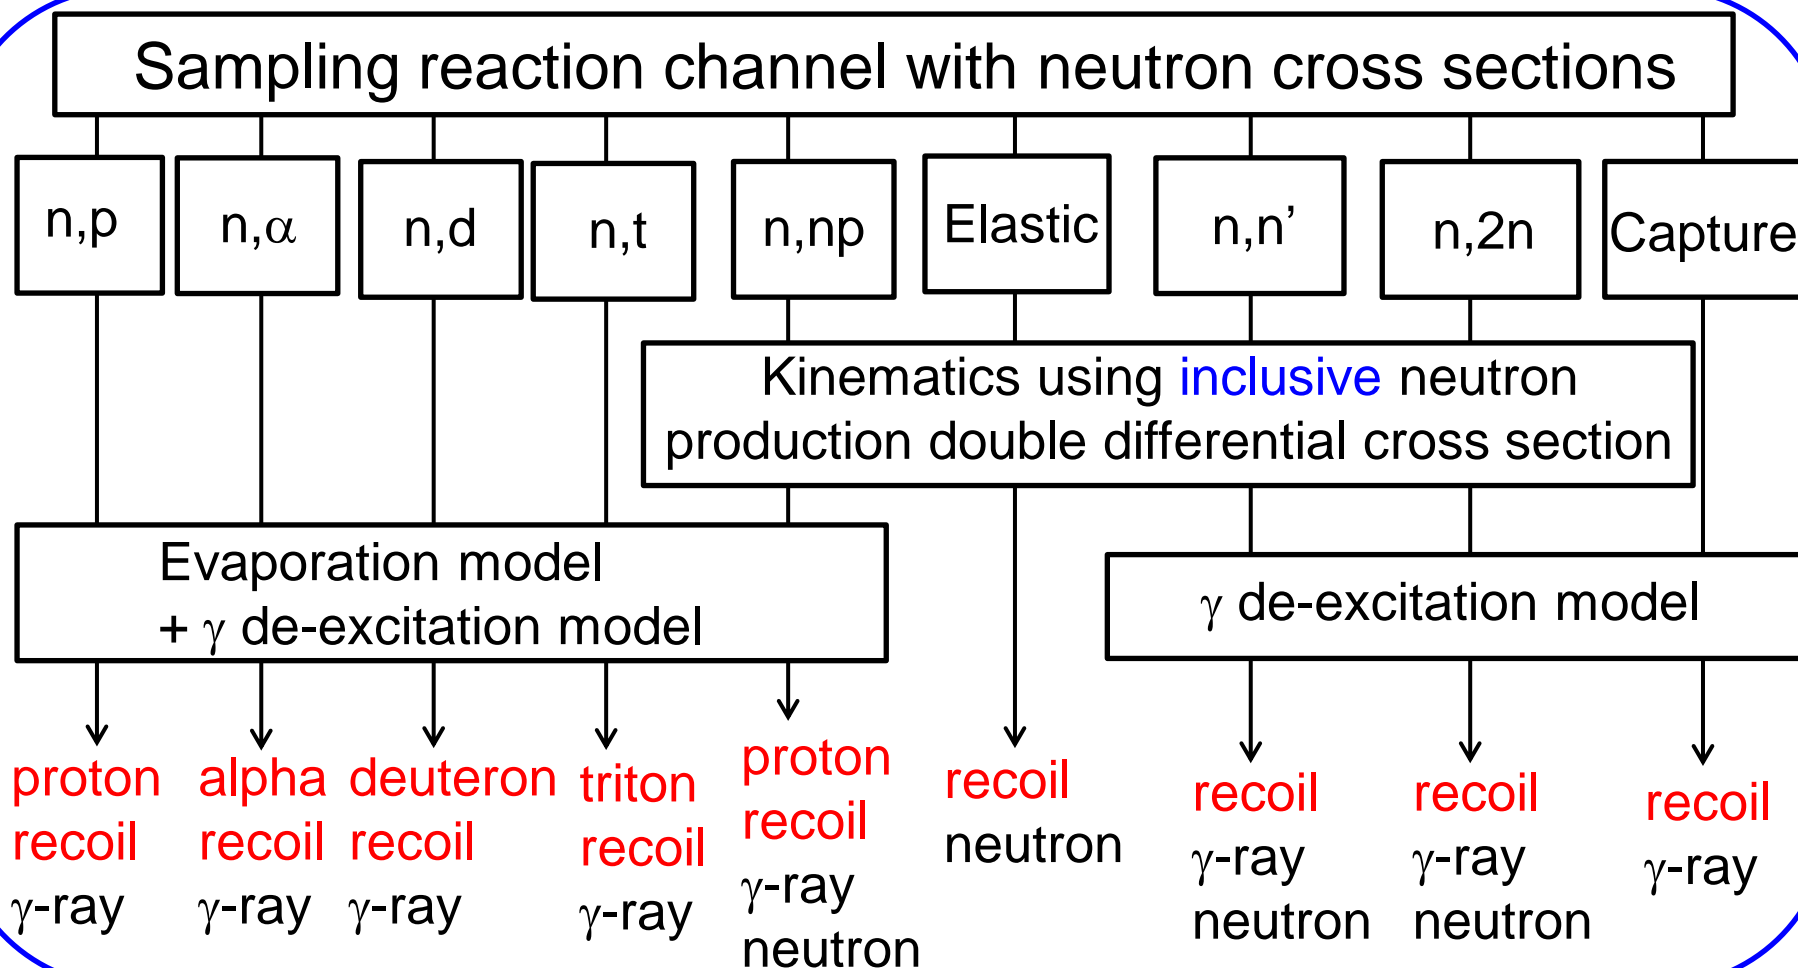 Sampling reaction channel with neutron cross sections
n,p
n,α
n,d
n,t
n,np
Elastic
n,n’
n,2n
Capture
Kinematics using inclusive neutron
production double differential cross section
Evaporation model
+ γ de-excitation model
γ de-excitation model
proton
recoil
γ-ray
alpha
recoil
γ-ray
deuteron
recoil
γ-ray
triton
recoil
γ-ray
proton
recoil
γ-ray
neutron
recoil
neutron
recoil
γ-ray
neutron
recoil
γ-ray
neutron
recoil
γ-ray